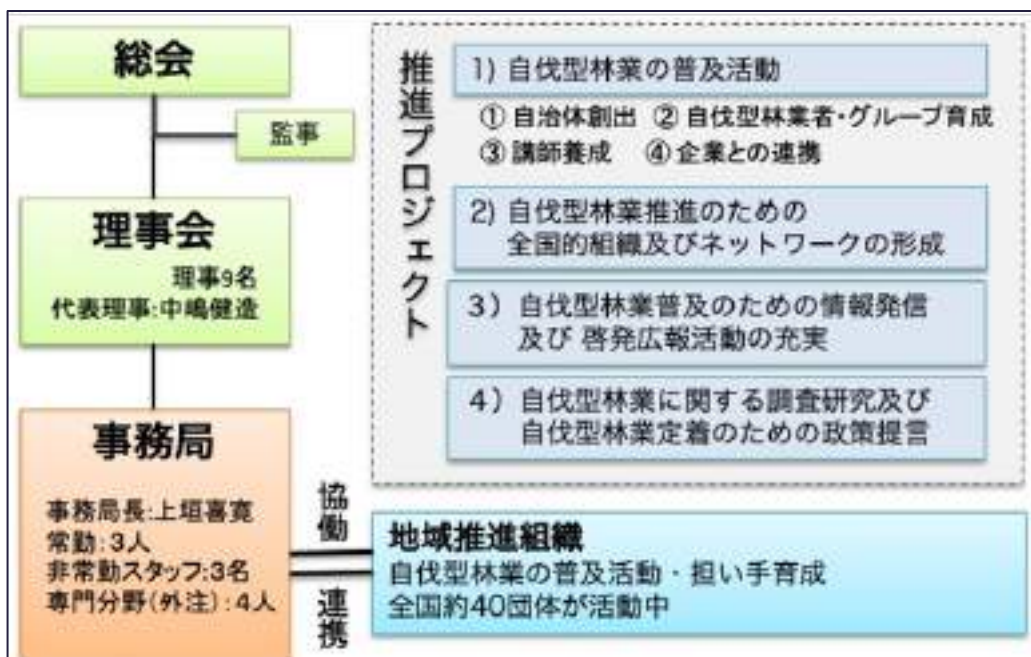 総会
監事
理事会
理事9名
代表理事:中嶋健造
事務局
事務局長:上垣喜寛
常勤:3人
非常勤スタッフ:3名
専門分野(外注):4人
協働
連携
推進プロジェクト
1) 自伐型林業の普及活動
① 自治体創出 ② 自伐型林業者・グループ育成
③ 講師養成 ④ 企業との連携
2) 自伐型林業推進のための
全国的組織及びネットワークの形成
3) 自伐型林業普及のための情報発信
及び 啓発広報活動の充実
4) 自伐型林業に関する調査研究及び
自伐型林業定着のための政策提言
地域推進組織
自伐型林業の普及活動・担い手育成
全国約40団体が活動中